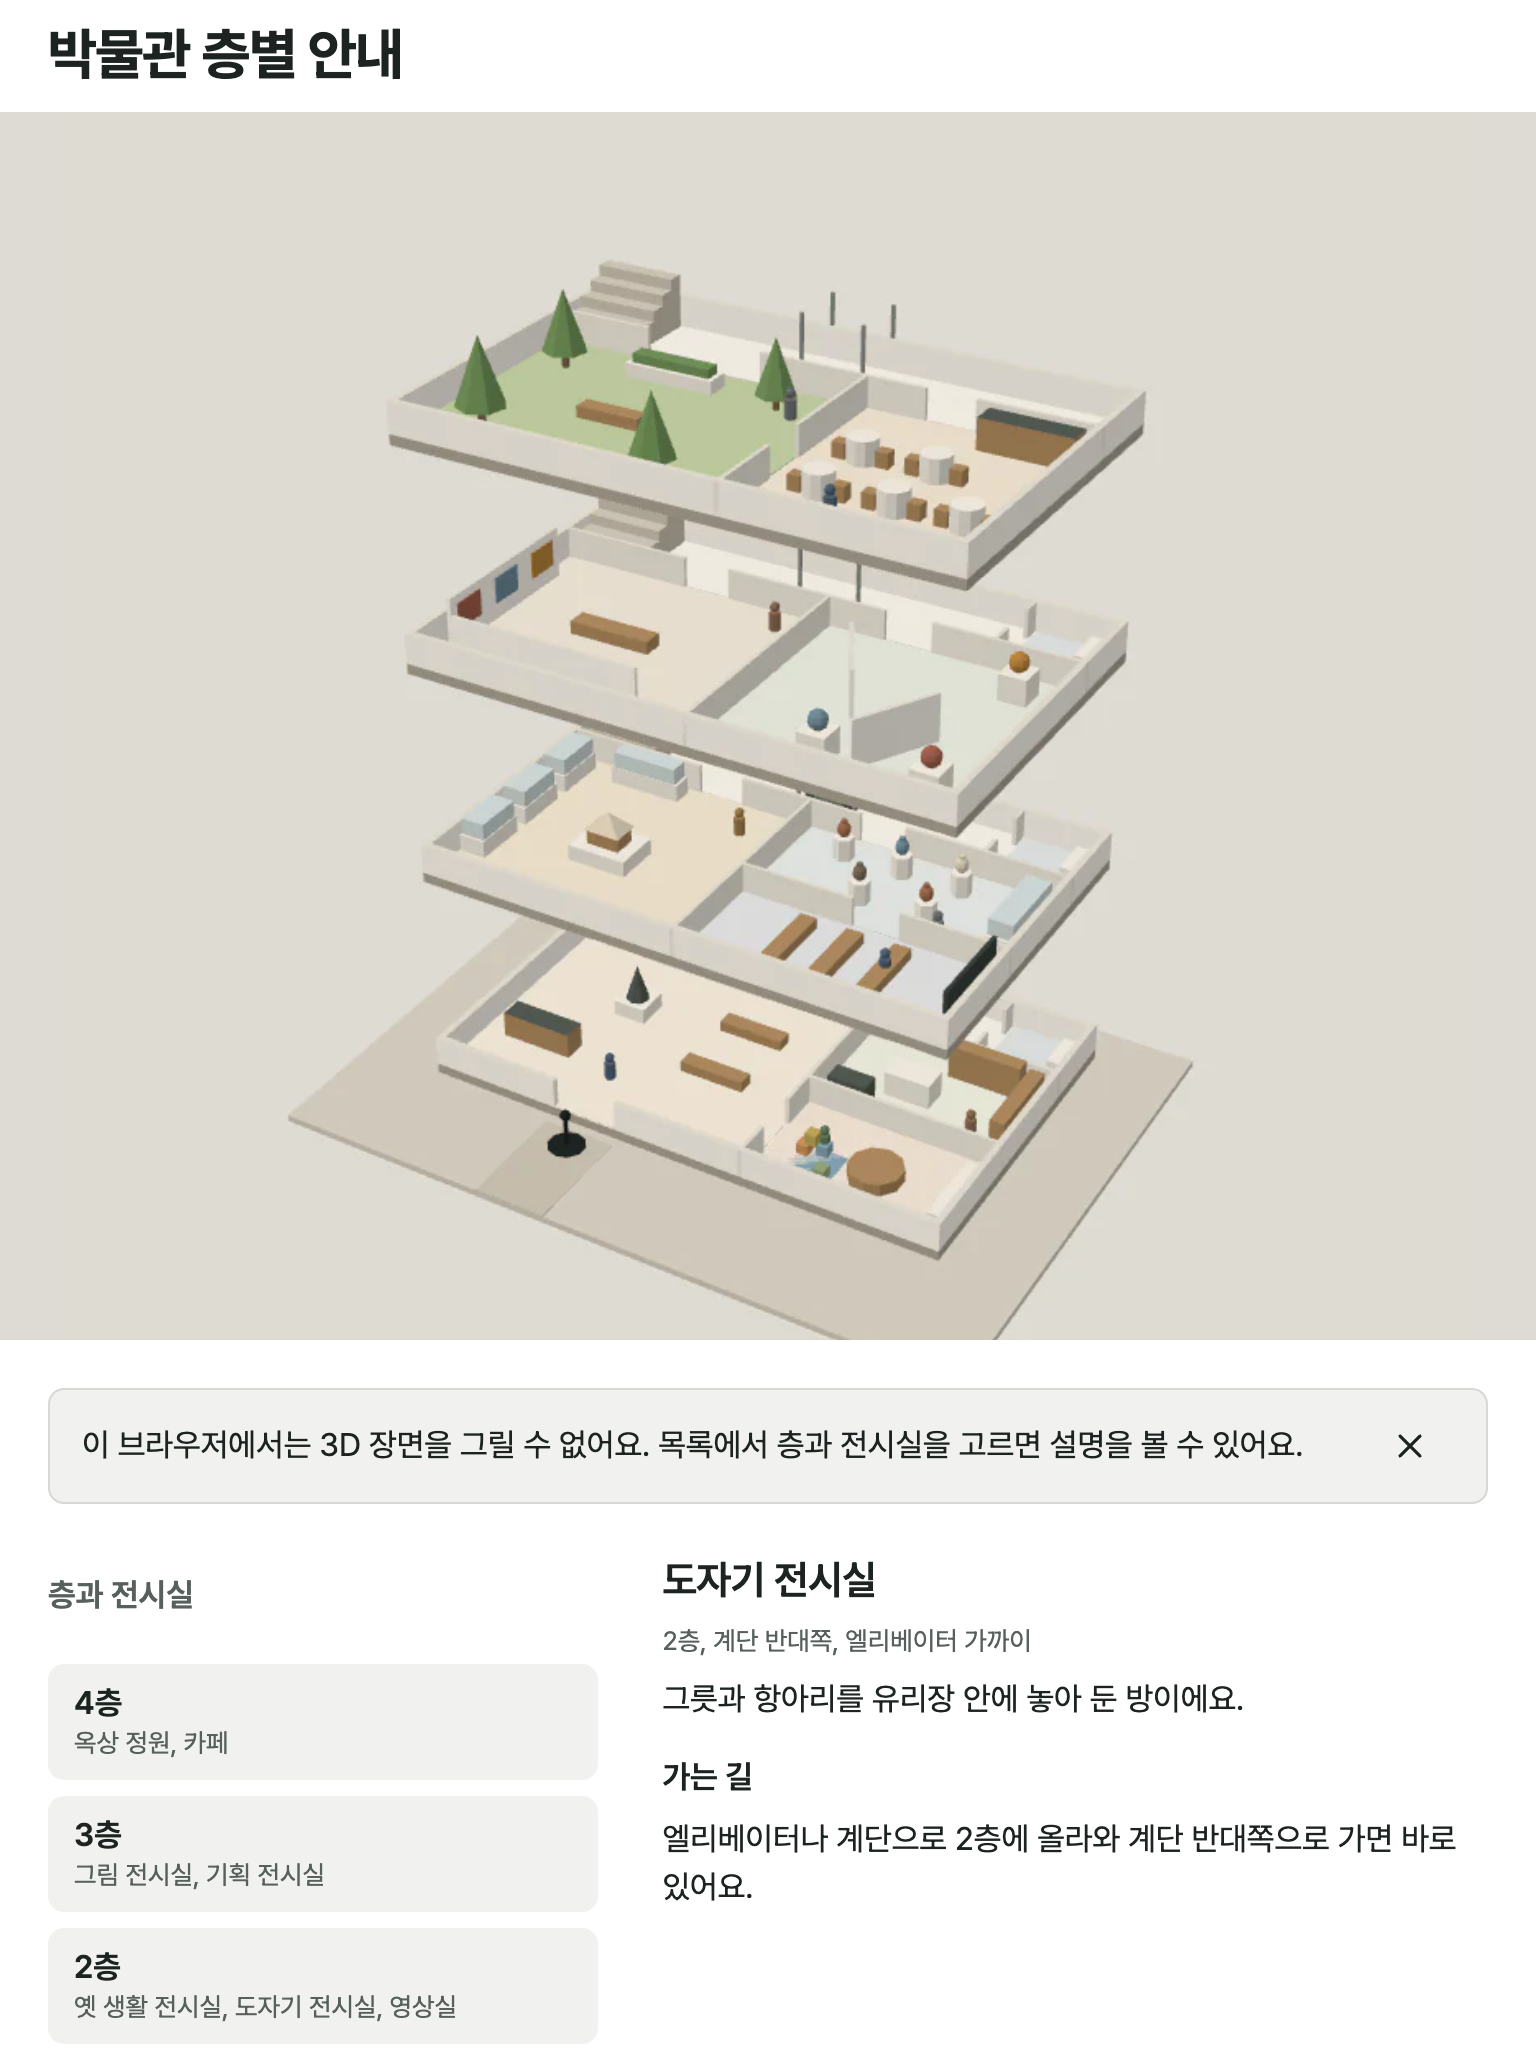 박물관 층별 안내
이 브라우저에서는 3D 장면을 그릴 수 없어요. 목록에서 층과 전시실을 고르면 설명을 볼 수 있어요.
층과 전시실
4층
옥상 정원, 카페
3층
그림 전시실, 기획 전시실
2층
옛 생활 전시실, 도자기 전시실, 영상실
도자기 전시실
2층, 계단 반대쪽, 엘리베이터 가까이
그릇과 항아리를 유리장 안에 놓아 둔 방이에요.
가는 길
엘리베이터나 계단으로 2층에 올라와 계단 반대쪽으로 가면 바로
있어요.